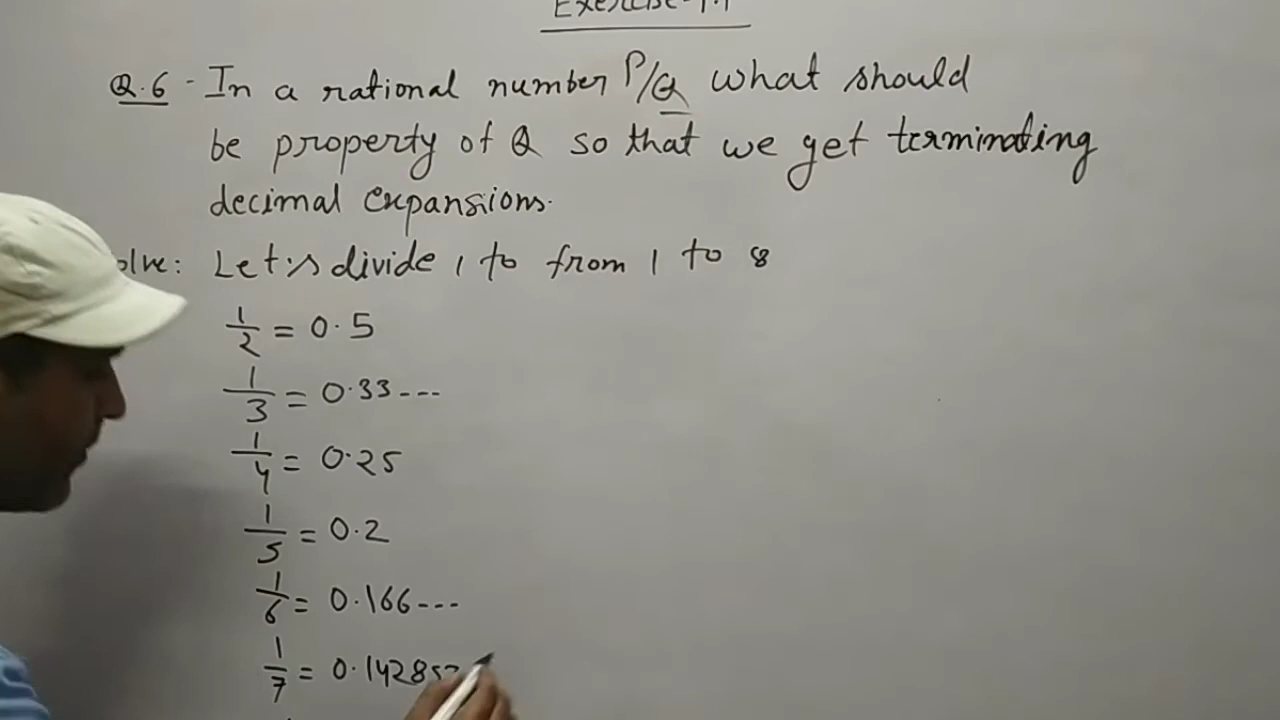 Q.6 - In a rational number P/Q what should
be property of Q so that we get terminating
decimal expansions.
Solve: Let's divide 1 to from 1 to 8
1/2 = 0.5
1/3 = 0.33---
1/4 = 0.25
1/5 = 0.2
1/6 = 0.166---
1/7 = 0.14285